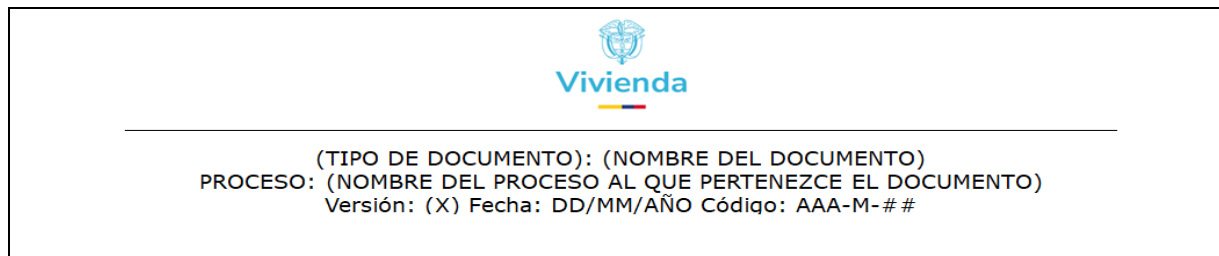 Vivienda
(TIPO DE DOCUMENTO): (NOMBRE DEL DOCUMENTO)
PROCESO: (NOMBRE DEL PROCESO AL QUE PERTENEZCE EL DOCUMENTO)
Versión: (X) Fecha: DD/MM/AÑO Código: AAA-M-##